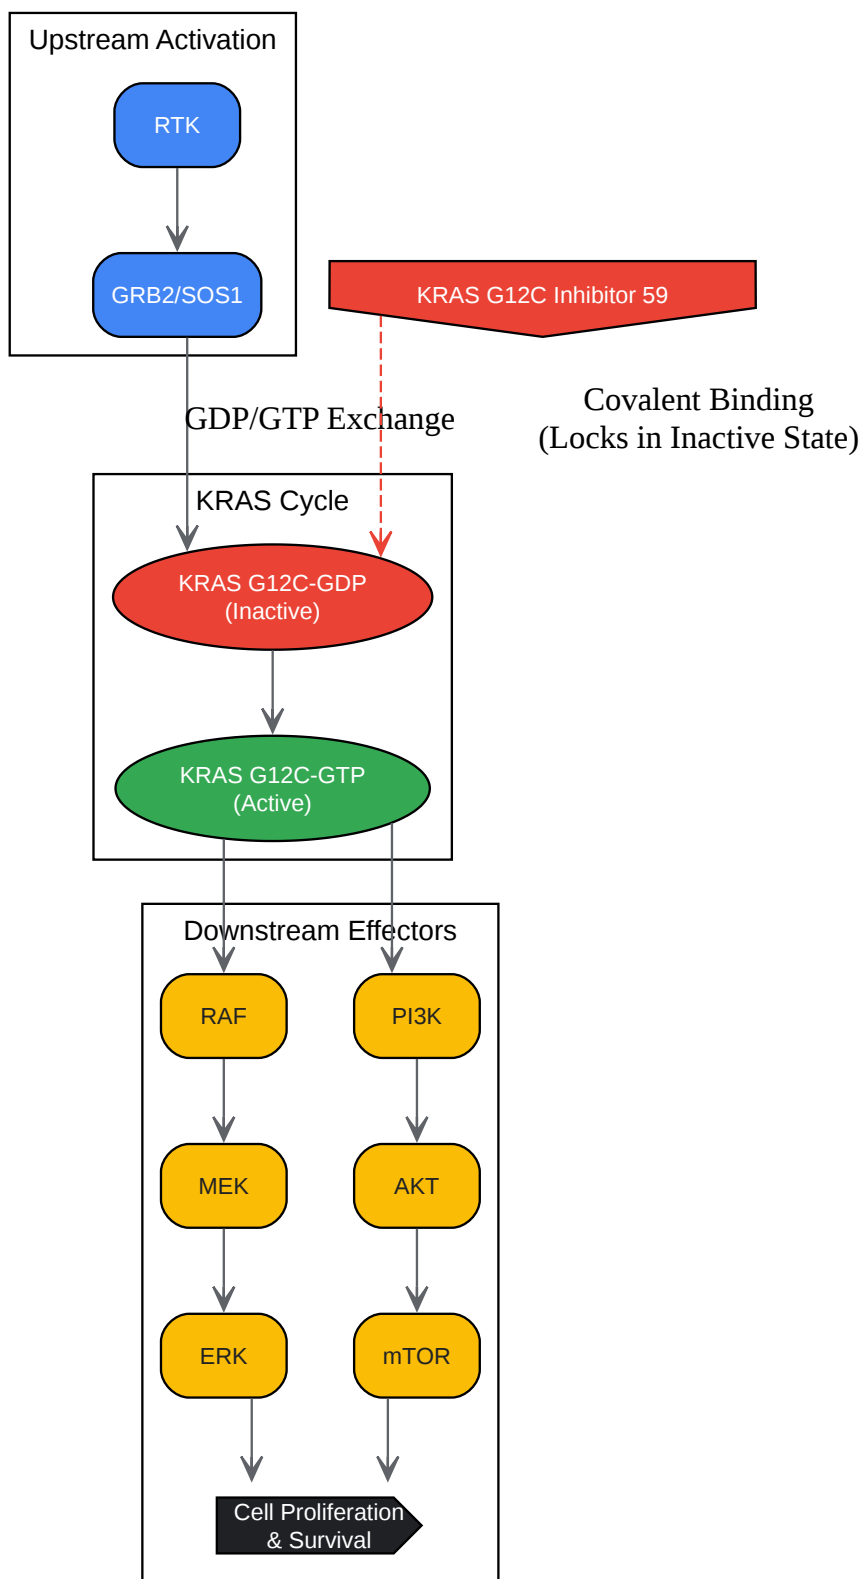 Upstream Activation
RTK
GRB2/SOS1
KRAS G12C Inhibitor 59
GDP/GTP Exchange
Covalent Binding
(Locks in Inactive State)
KRAS Cycle
KRAS G12C-GDP
(Inactive)
KRAS G12C-GTP
(Active)
Downstream Effectors
RAF
PI3K
MEK
AKT
ERK
mTOR
Cell Proliferation
& Survival